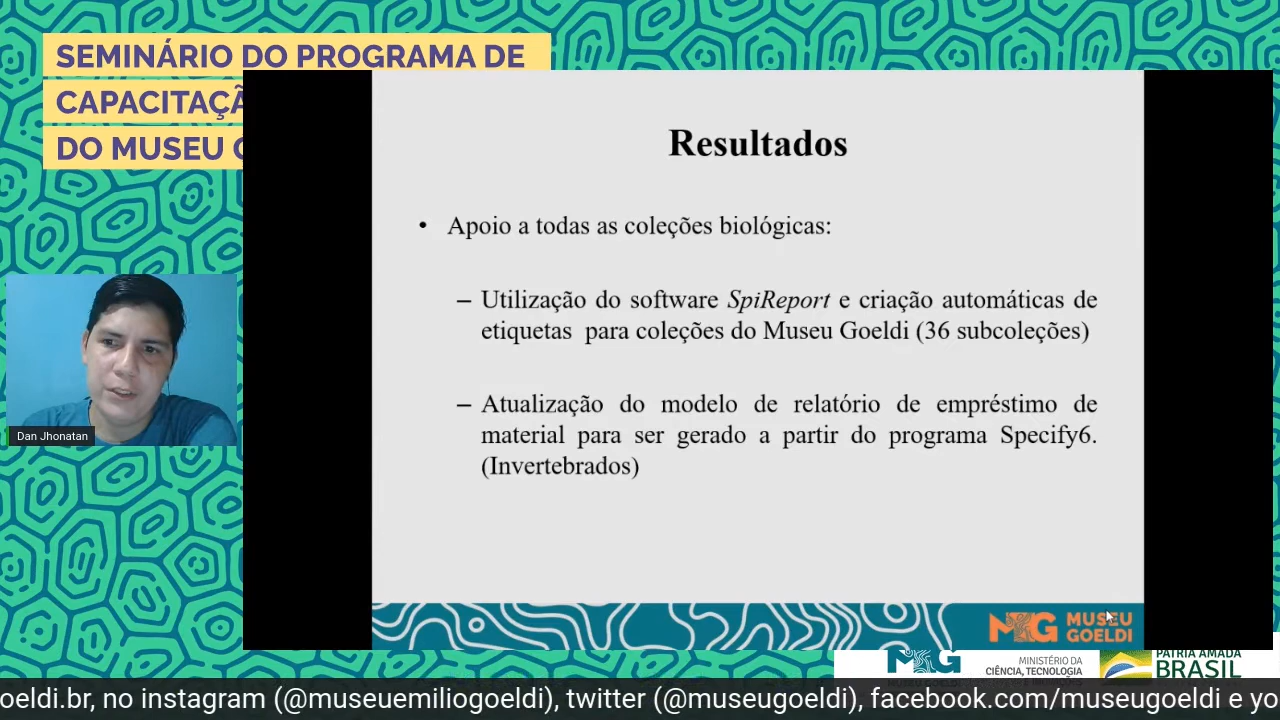 SEMINÁRIO DO PROGRAMA DE
CAPACITAÇÃ
DO MUSEU G
Resultados
• Apoio a todas as coleções biológicas:
– Utilização do software SpiReport e criação automáticas de
etiquetas para coleções do Museu Goeldi (36 subcoleções)
– Atualização do modelo de relatório de empréstimo de
material para ser gerado a partir do programa Specify6.
(Invertebrados)
Dan Jhonatan
MUSEU
GOELDI
MINISTÉRIO DA
CIÊNCIA, TECNOLOGIA
PÁTRIA AMADA
BRASIL
oeldi.br, no instagram (@museuemiliogoeldi), twitter (@museugoeldi), facebook.com/museugoeldi e yo